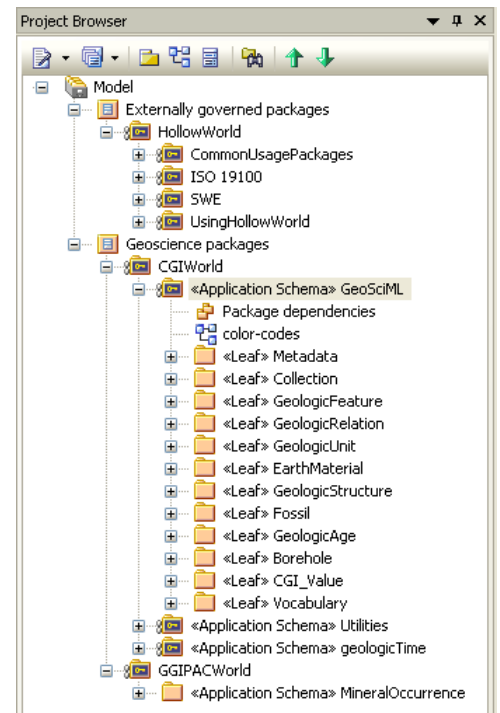 Project Browser
Model
Externally governed packages
HollowWorld
CommonUsagePackages
ISO 19100
SWE
UsingHollowWorld
Geoscience packages
CGIWorld
«Application Schema» GeoSciML
Package dependencies
color-codes
«Leaf» Metadata
«Leaf» Collection
«Leaf» GeologicFeature
«Leaf» GeologicRelation
«Leaf» GeologicUnit
«Leaf» EarthMaterial
«Leaf» GeologicStructure
«Leaf» Fossil
«Leaf» GeologicAge
«Leaf» Borehole
«Leaf» CGI_Value
«Leaf» Vocabulary
«Application Schema» Utilities
«Application Schema» geologicTime
GGIPACWorld
«Application Schema» MineralOccurrence